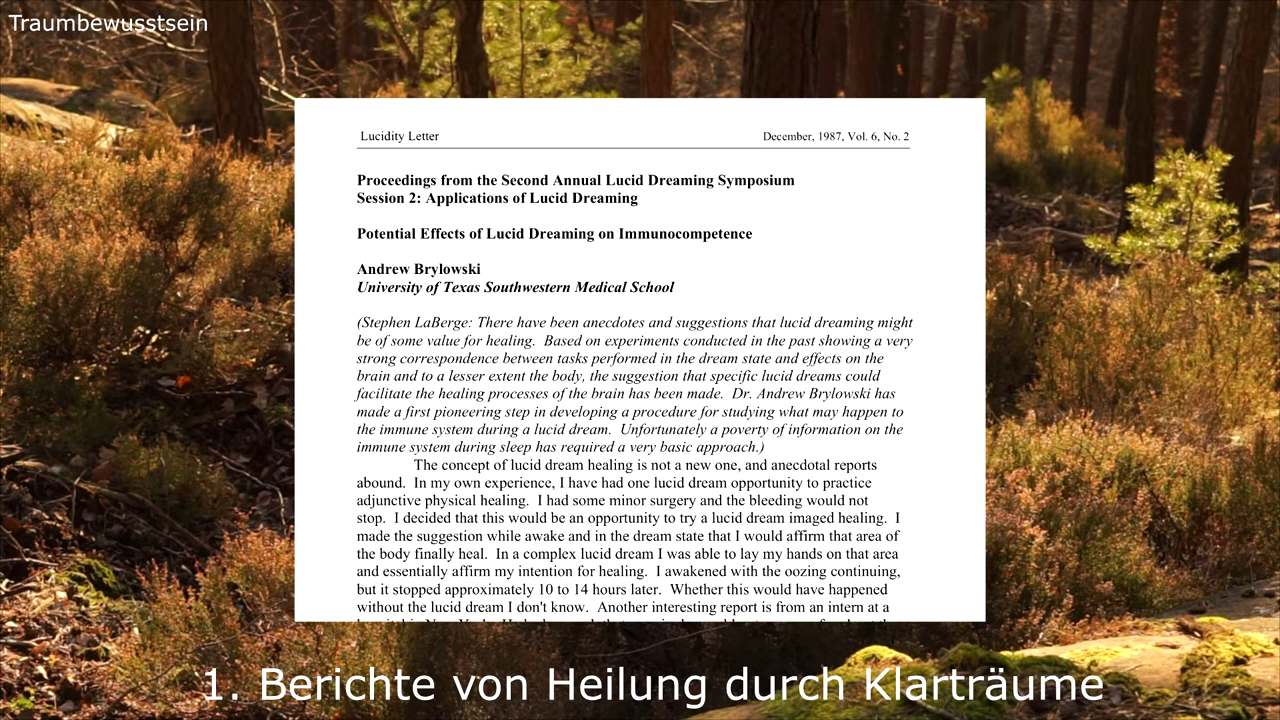 Traumbewusstsein
Lucidity Letter
December, 1987, Vol. 6, No. 2
Proceedings from the Second Annual Lucid Dreaming Symposium
Session 2: Applications of Lucid Dreaming
Potential Effects of Lucid Dreaming on Immunocompetence
Andrew Brylowski
University of Texas Southwestern Medical School
(Stephen LaBerge: There have been anecdotes and suggestions that lucid dreaming might
be of some value for healing. Based on experiments conducted in the past showing a very
strong correspondence between tasks performed in the dream state and effects on the
brain and to a lesser extent the body, the suggestion that specific lucid dreams could
facilitate the healing processes of the brain has been made. Dr. Andrew Brylowski has
made a first pioneering step in developing a procedure for studying what may happen to
the immune system during a lucid dream. Unfortunately a poverty of information on the
immune system during sleep has required a very basic approach.)
The concept of lucid dream healing is not a new one, and anecdotal reports
abound. In my own experience, I have had one lucid dream opportunity to practice
adjunctive physical healing. I had some minor surgery and the bleeding would not
stop. I decided that this would be an opportunity to try a lucid dream imaged healing. I
made the suggestion while awake and in the dream state that I would affirm that area of
the body finally heal. In a complex lucid dream I was able to lay my hands on that area
and essentially affirm my intention for healing. I awakened with the oozing continuing,
but it stopped approximately 10 to 14 hours later. Whether this would have happened
without the lucid dream I don't know. Another interesting report is from an intern at a
1. Berichte von Heilung durch Klarträume